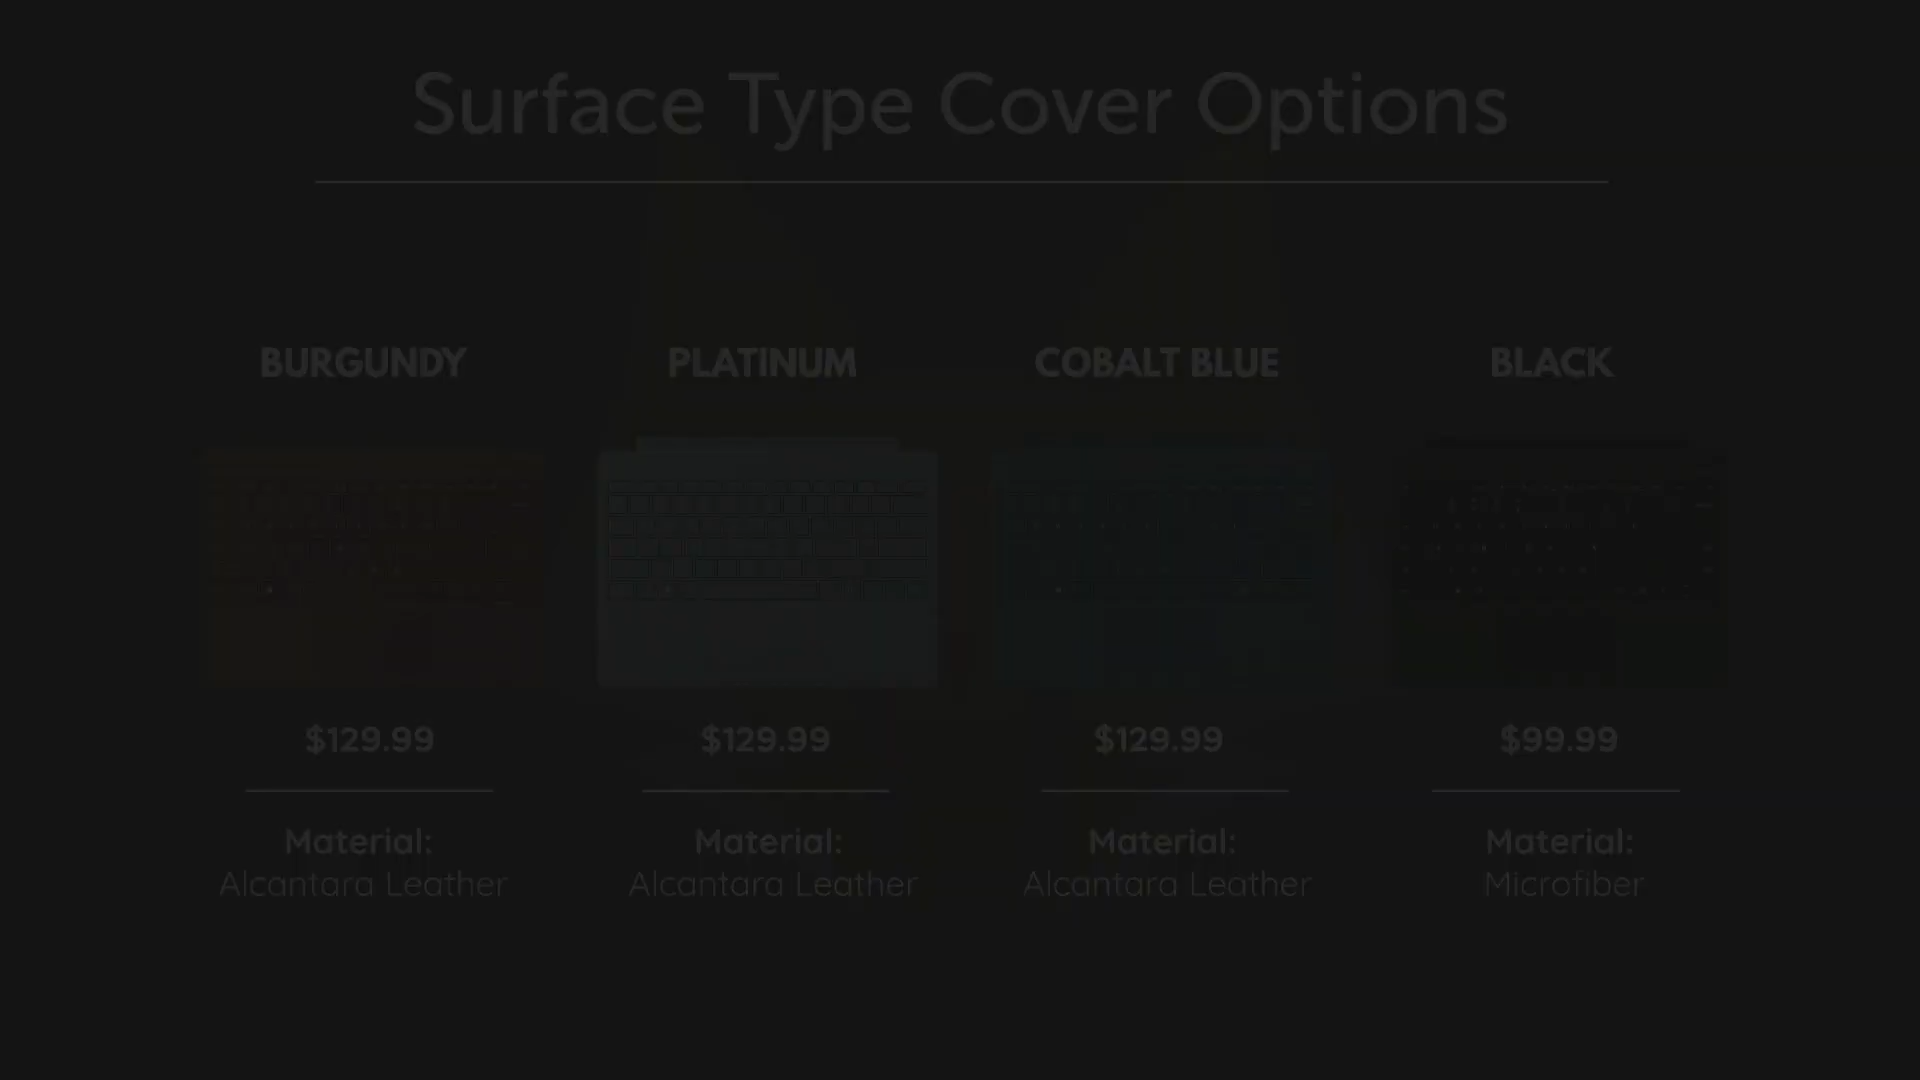 Surface Type Cover Options
BURGUNDY
PLATINUM
COBALT BLUE
BLACK
$129.99
$129.99
$129.99
$99.99
Material:
Alcantara Leather
Material:
Alcantara Leather
Material:
Alcantara Leather
Material:
Microfiber